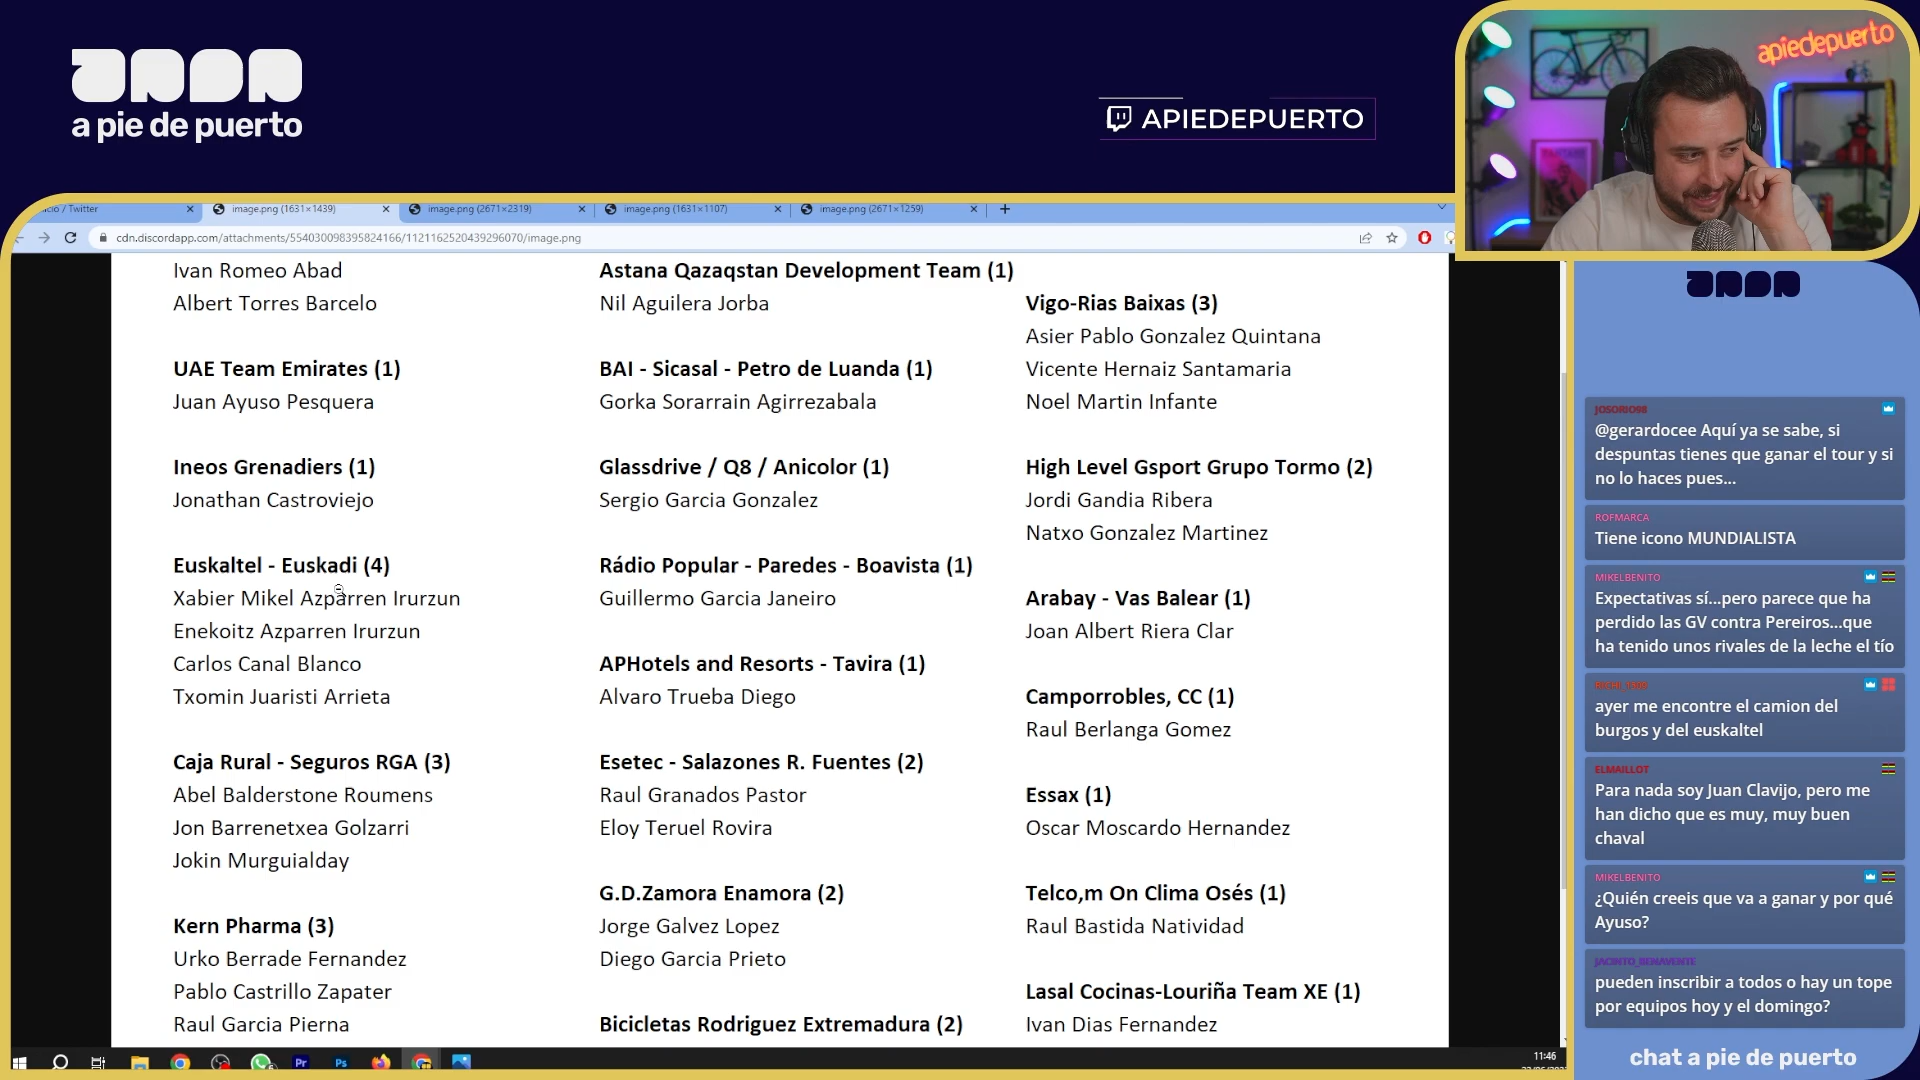 a pie de puerto
APIEDEPUERTO
apiedepuerto
/ Twitter
image.png (1631×1439)
image.png (2671×2319)
image.png (1631×1107)
image.png (2671×1259)
cdn.discordapp.com/attachments/554030098395824166/1121162520439296070/image.png
Ivan Romeo Abad
Albert Torres Barcelo
UAE Team Emirates (1)
Juan Ayuso Pesquera
Ineos Grenadiers (1)
Jonathan Castroviejo
Euskaltel - Euskadi (4)
Xabier Mikel Azparren Irurzun
Enekoitz Azparren Irurzun
Carlos Canal Blanco
Txomin Juaristi Arrieta
Caja Rural - Seguros RGA (3)
Abel Balderstone Roumens
Jon Barrenetxea Golzarri
Jokin Murguialday
Kern Pharma (3)
Urko Berrade Fernandez
Pablo Castrillo Zapater
Raul Garcia Pierna
Astana Qazaqstan Development Team (1)
Nil Aguilera Jorba
BAI - Sicasal - Petro de Luanda (1)
Gorka Sorarrain Agirrezabala
Glassdrive / Q8 / Anicolor (1)
Sergio Garcia Gonzalez
Rádio Popular - Paredes - Boavista (1)
Guillermo Garcia Janeiro
APHotels and Resorts - Tavira (1)
Alvaro Trueba Diego
Esetec - Salazones R. Fuentes (2)
Raul Granados Pastor
Eloy Teruel Rovira
G.D.Zamora Enamora (2)
Jorge Galvez Lopez
Diego Garcia Prieto
Bicicletas Rodriguez Extremadura (2)
Vigo-Rias Baixas (3)
Asier Pablo Gonzalez Quintana
Vicente Hernaiz Santamaria
Noel Martin Infante
High Level Gsport Grupo Tormo (2)
Jordi Gandia Ribera
Natxo Gonzalez Martinez
Arabay - Vas Balear (1)
Joan Albert Riera Clar
Camporrobles, CC (1)
Raul Berlanga Gomez
Essax (1)
Oscar Moscardo Hernandez
Telco,m On Clima Osés (1)
Raul Bastida Natividad
Lasal Cocinas-Louriña Team XE (1)
Ivan Dias Fernandez
11:46
JOSORIO98
@gerardocee Aquí ya se sabe, si
despuntas tienes que ganar el tour y si
no lo haces pues...
ROFMARCA
Tiene icono MUNDIALISTA
MIKELBENITO
Expectativas sí...pero parece que ha
perdido las GV contra Pereiros...que
ha tenido unos rivales de la leche el tío
ayer me encontre el camion del
burgos y del euskaltel
ELMAILLOT
Para nada soy Juan Clavijo, pero me
han dicho que es muy, muy buen
chaval
MIKELBENITO
¿Quién creeis que va a ganar y por qué
Ayuso?
JACINTO_BENAVENTE
pueden inscribir a todos o hay un tope
por equipos hoy y el domingo?
chat a pie de puerto